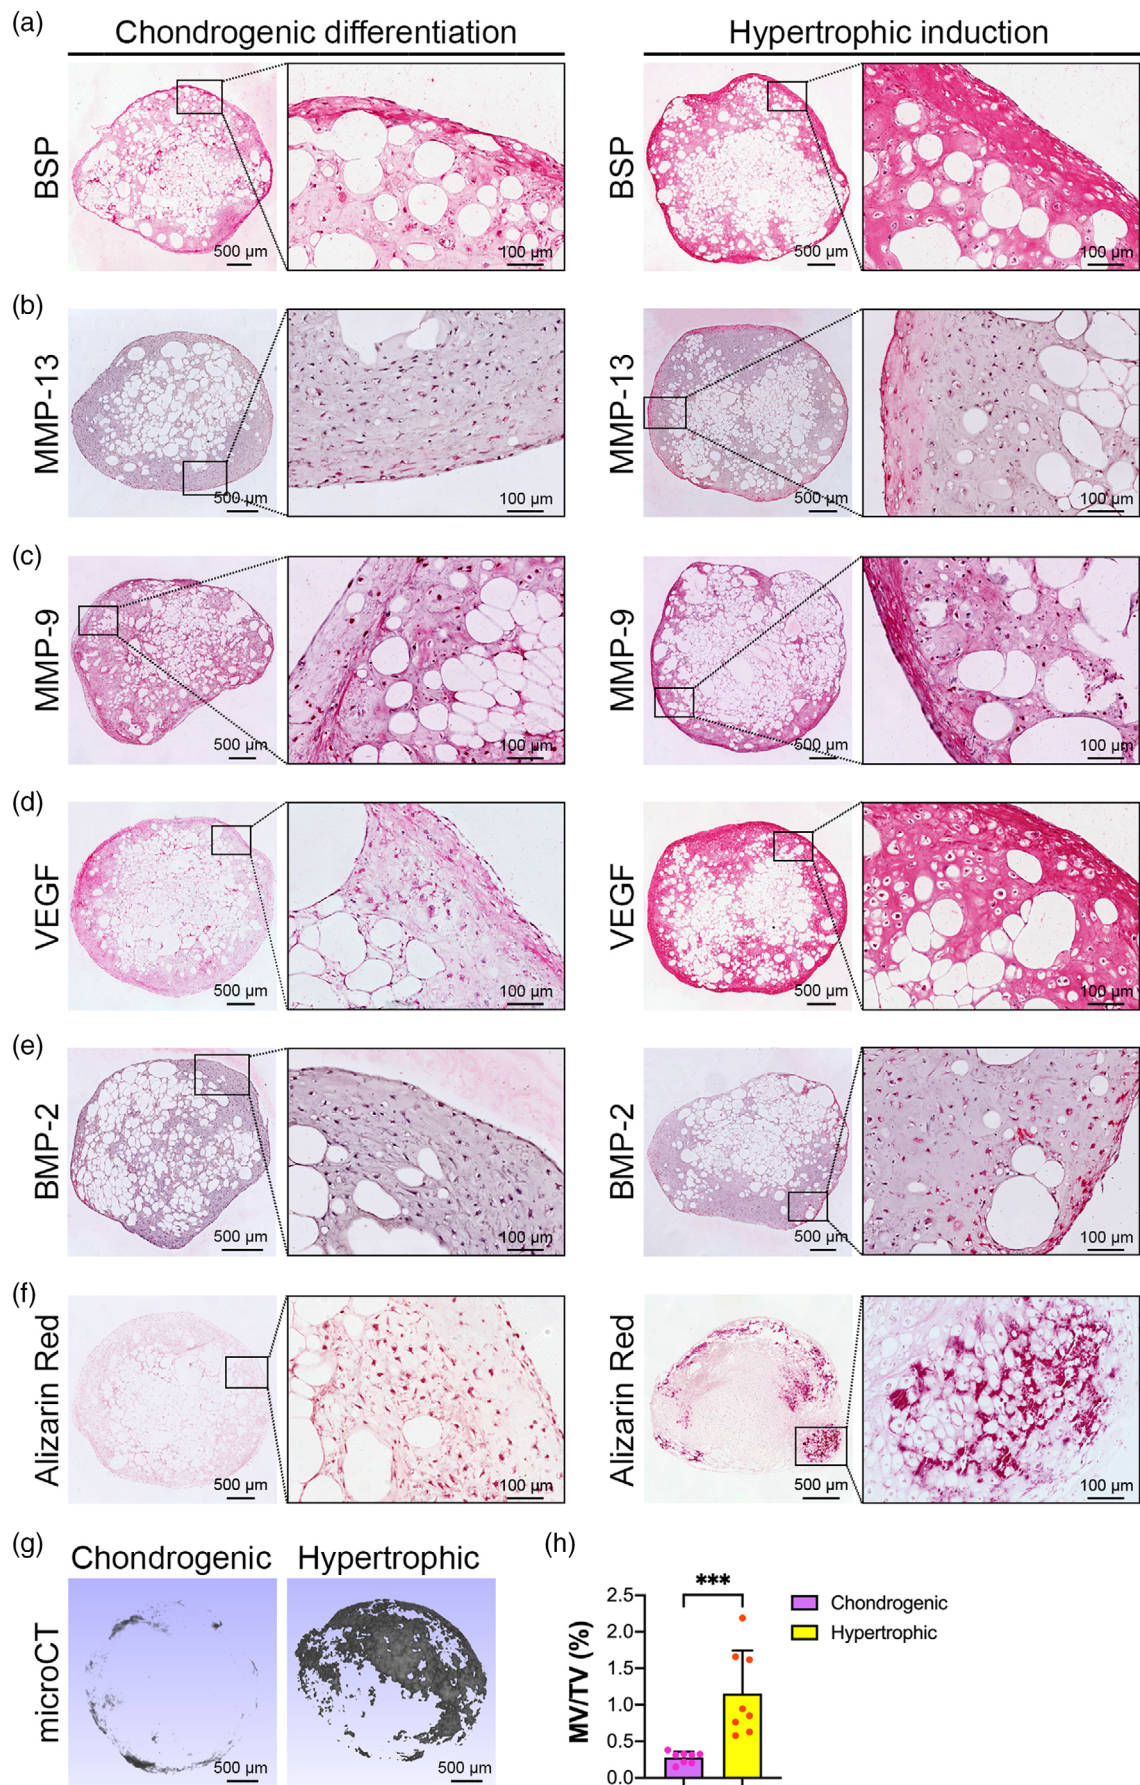 (a)
Chondrogenic differentiation
Hypertrophic induction
BSP
500 µm
100 µm
BSP
500 µm
100 µm
(b)
MMP-13
500 µm
100 µm
MMP-13
500 µm
100 µm
(c)
MMP-9
500 µm
100 µm
MMP-9
500 µm
100 µm
(d)
VEGF
500 µm
100 µm
VEGF
500 µm
100 µm
(e)
BMP-2
500 µm
100 µm
BMP-2
500 µm
100 µm
(f)
Alizarin Red
500 µm
100 µm
Alizarin Red
500 µm
100 µm
(g)
Chondrogenic
Hypertrophic
microCT
500 µm
500 µm
(h)
***
MV/TV (%)
2.5
2.0
1.5
1.0
0.5
0.0
Chondrogenic
Hypertrophic